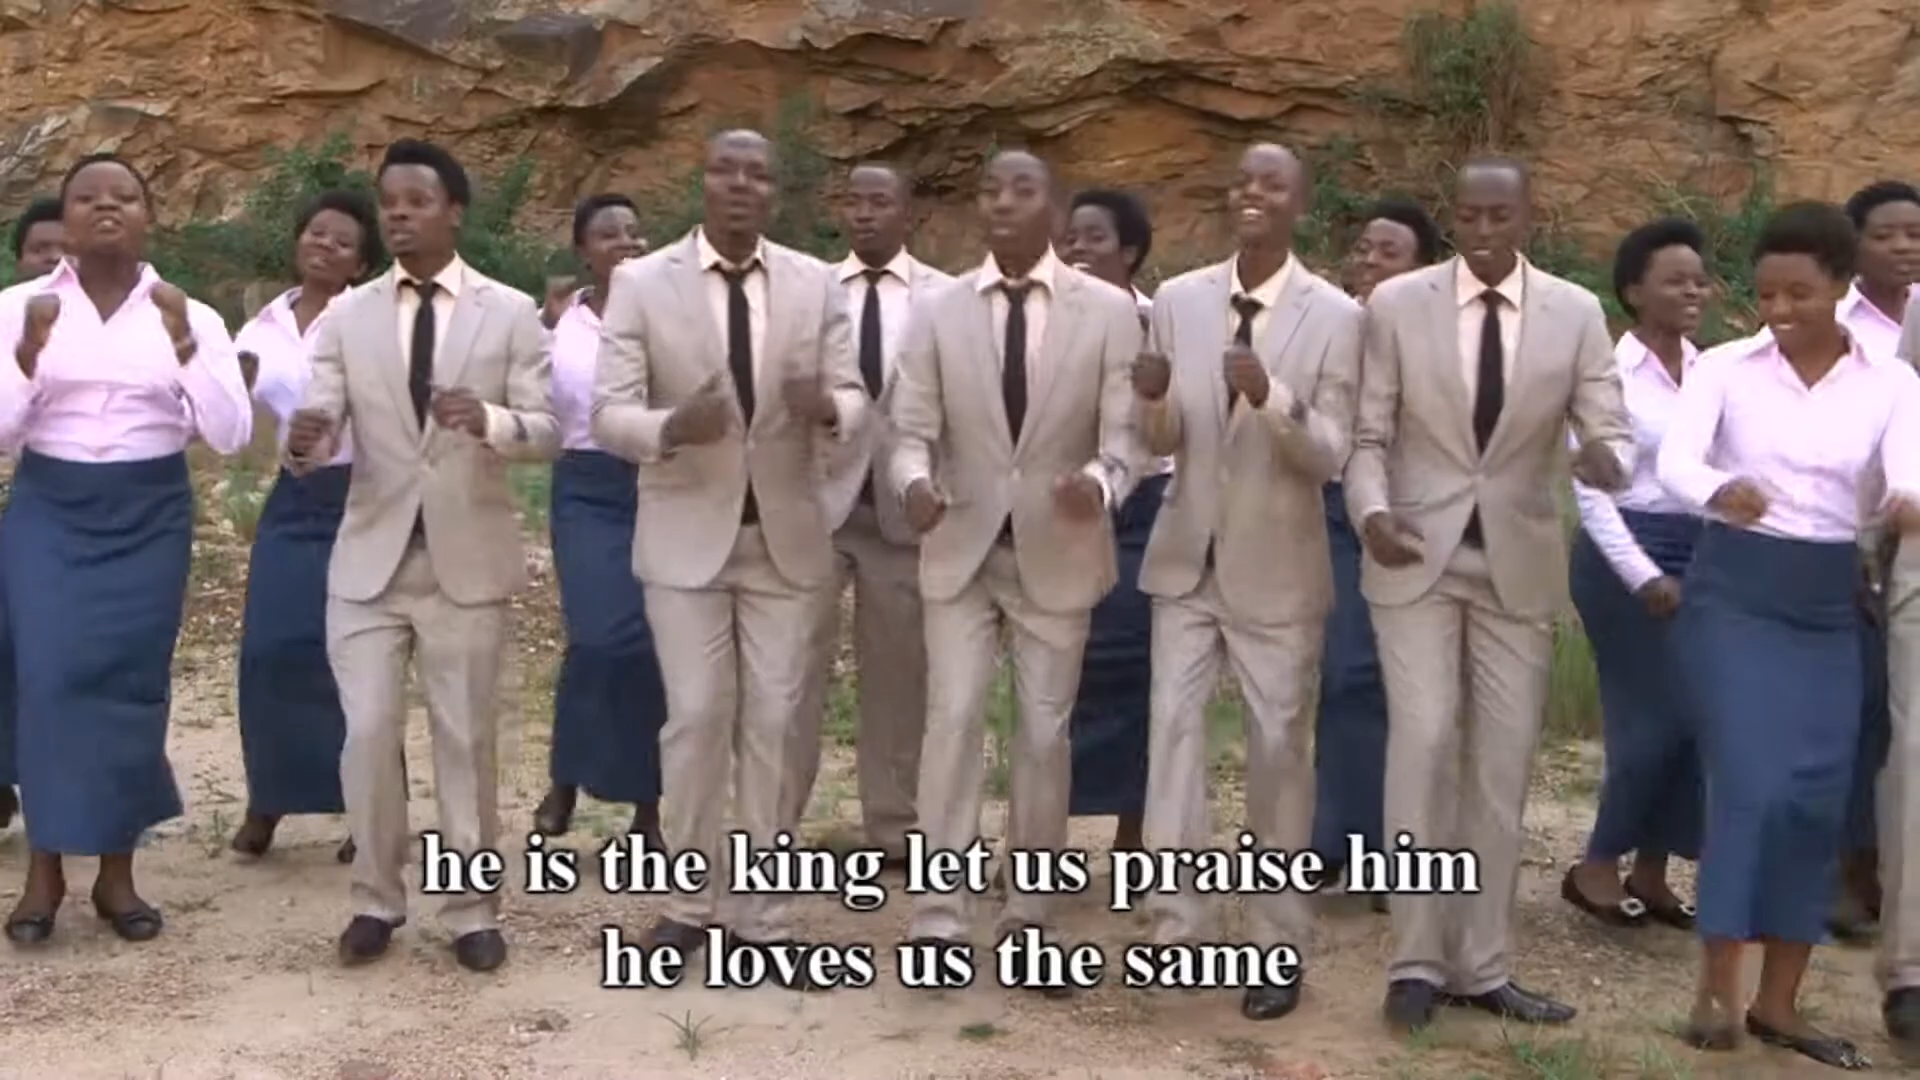 he is the king let us praise him
he loves us the same